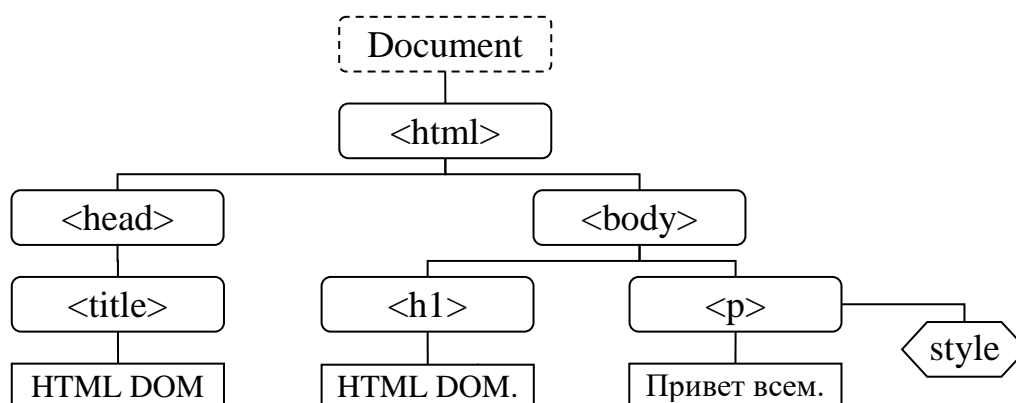 Document
<html>
<head>
<body>
<title>
<h1>
<p>
style
HTML DOM
HTML DOM.
Привет всем.